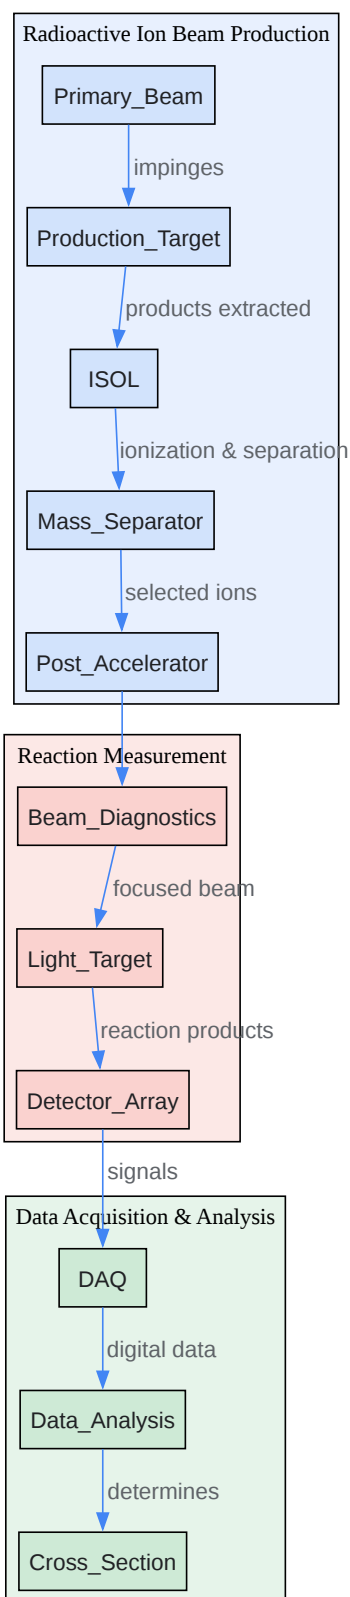 Radioactive Ion Beam Production
Primary_Beam
impinges
Production_Target
products extracted
ISOL
ionization & separation
Mass_Separator
selected ions
Post_Accelerator
Reaction Measurement
Beam_Diagnostics
focused beam
Light_Target
reaction products
Detector_Array
signals
Data Acquisition & Analysis
DAQ
digital data
Data_Analysis
determines
Cross_Section